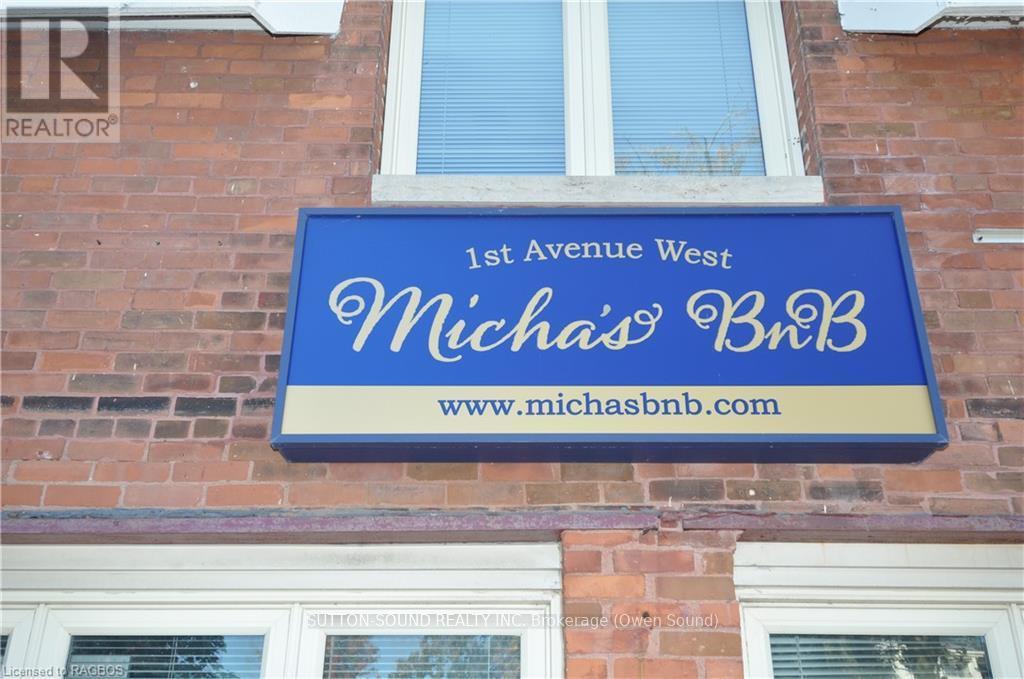 R
REALTOR®
1st Avenue West
Micha's BnB
www.michasbnb.com
SUTTON-SOUND REALTY INC. Brokerage (Owen Sound)
Licensed to RAGBOS